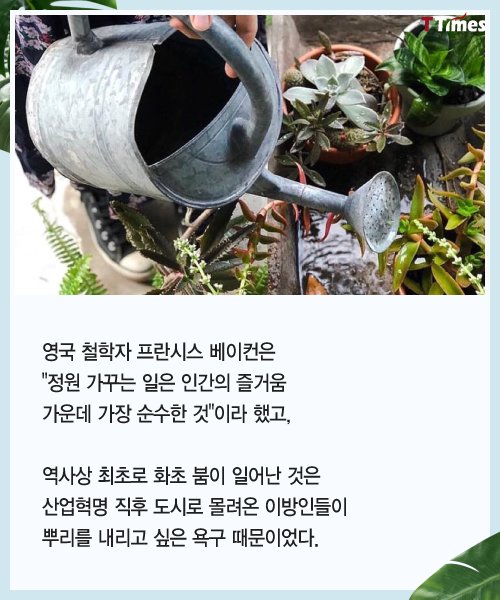 TTimes
영국 철학자 프란시스 베이컨은
"정원 가꾸는 일은 인간의 즐거움
가운데 가장 순수한 것"이라 했고,
역사상 최초로 화초 붐이 일어난 것은
산업혁명 직후 도시로 몰려온 이방인들이
뿌리를 내리고 싶은 욕구 때문이었다.